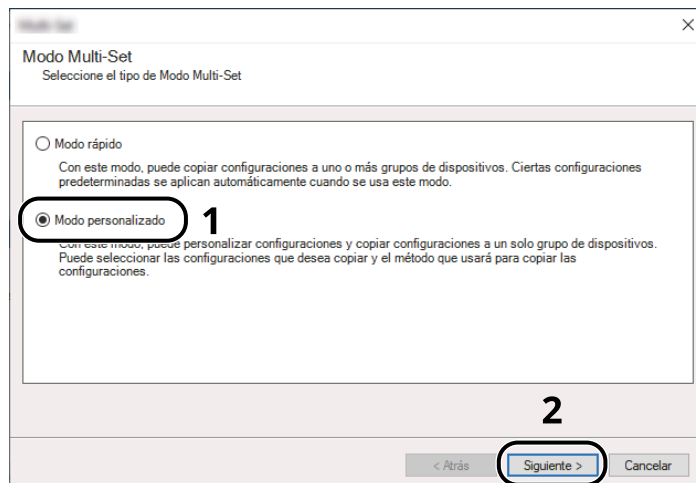 Modo Multi-Set
Seleccione el tipo de Modo Multi-Set
Modo rápido
Con este modo, puede copiar configuraciones a uno o más grupos de dispositivos. Ciertas configuraciones
predeterminadas se aplican automáticamente cuando se usa este modo.
Modo personalizado 1
Con este modo, puede personalizar configuraciones y copiar configuraciones a un solo grupo de dispositivos.
Puede seleccionar las configuraciones que desea copiar y el método que usará para copiar las
configuraciones.
2
< Atrás Siguiente > Cancelar